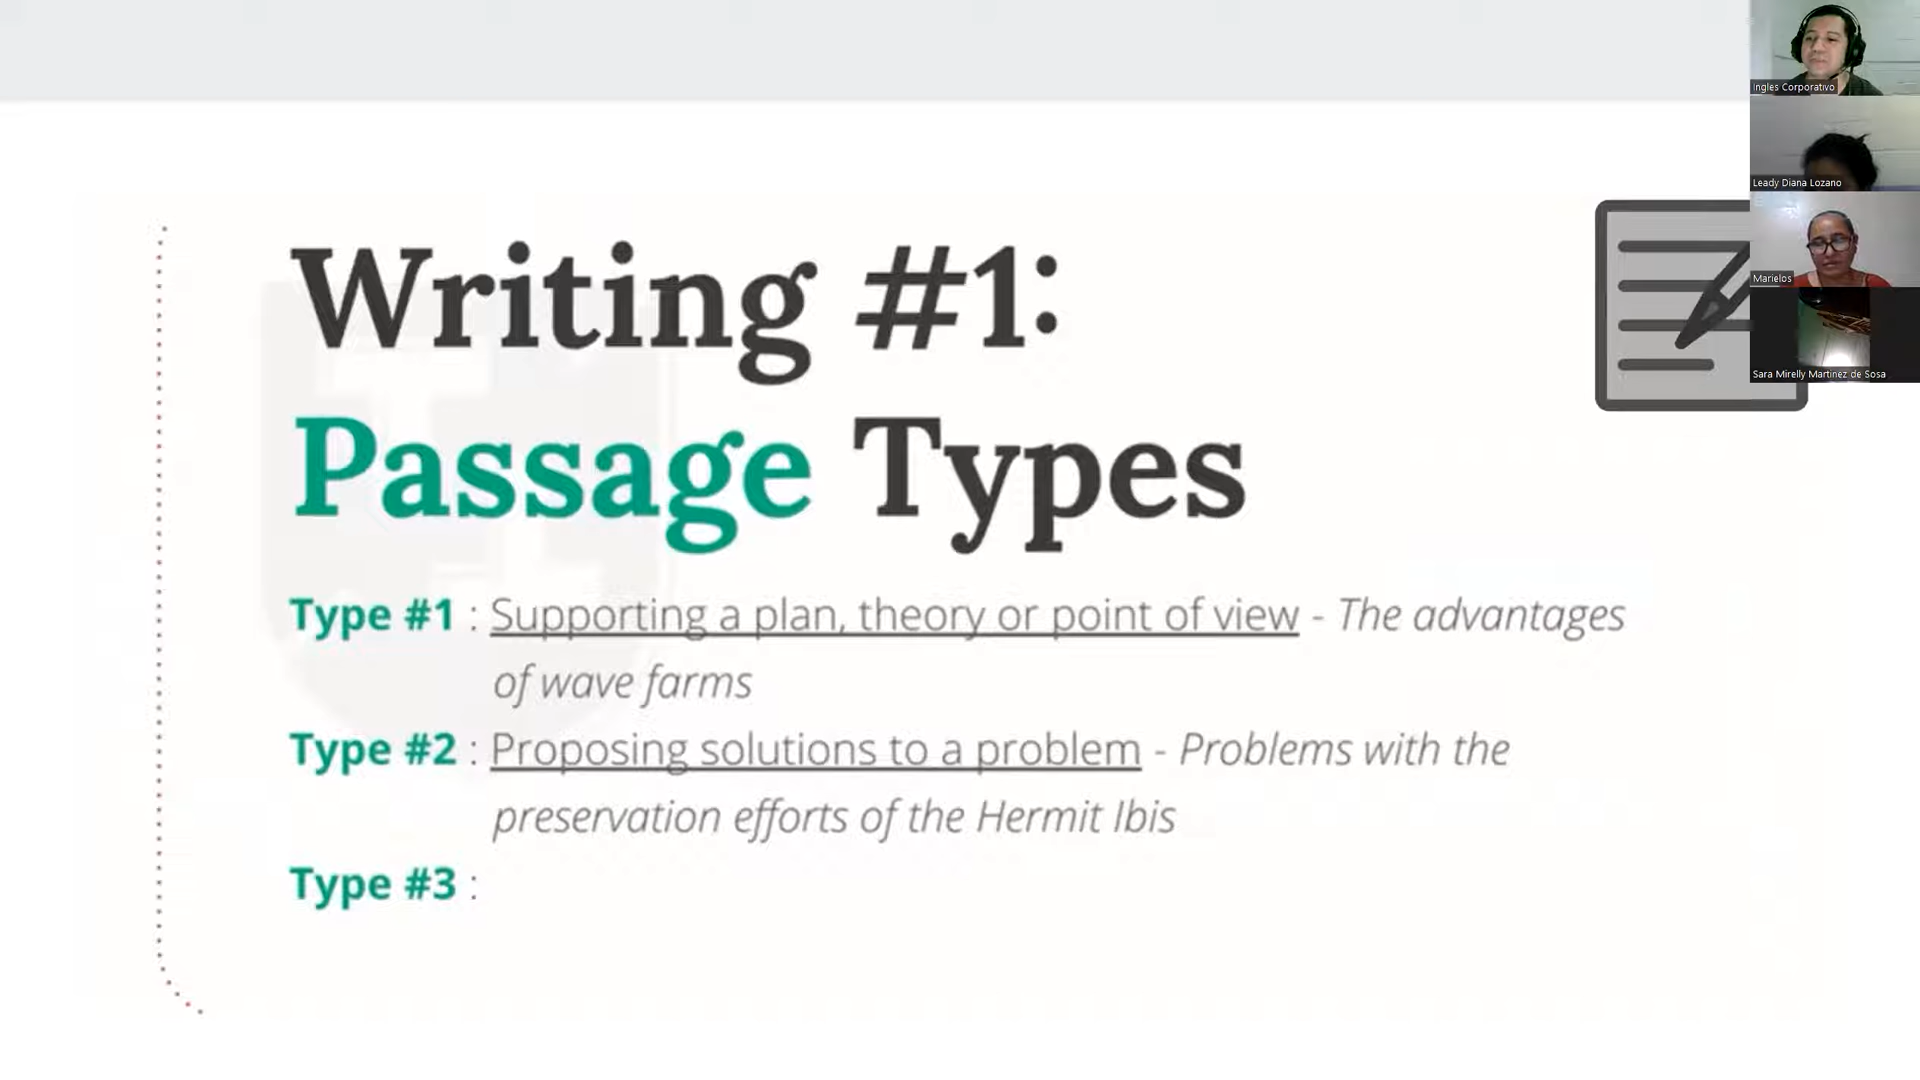 Writing #1:
Passage Types
Type #1 : Supporting a plan, theory or point of view - The advantages
of wave farms
Type #2 : Proposing solutions to a problem - Problems with the
preservation efforts of the Hermit Ibis
Type #3 :
Ingles Corporativo
Leady Diana Lozano
Marielos
Sara Mirelly Martinez de Sosa